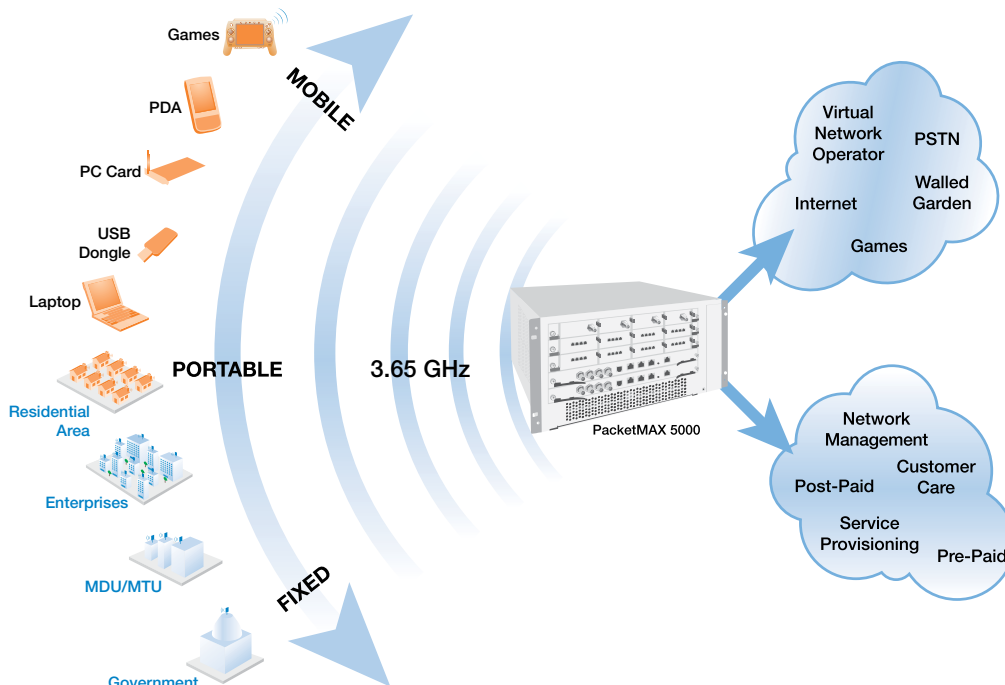 Games
PDA
PC Card
USB
Dongle
Laptop
Residential
Area
Enterprises
MDU/MTU
Government
MOBILE
PORTABLE
FIXED
3.65 GHz
PacketMAX 5000
Virtual
Network
Operator
PSTN
Internet
Walled
Garden
Games
Network
Management
Customer
Care
Post-Paid
Service
Provisioning
Pre-Paid